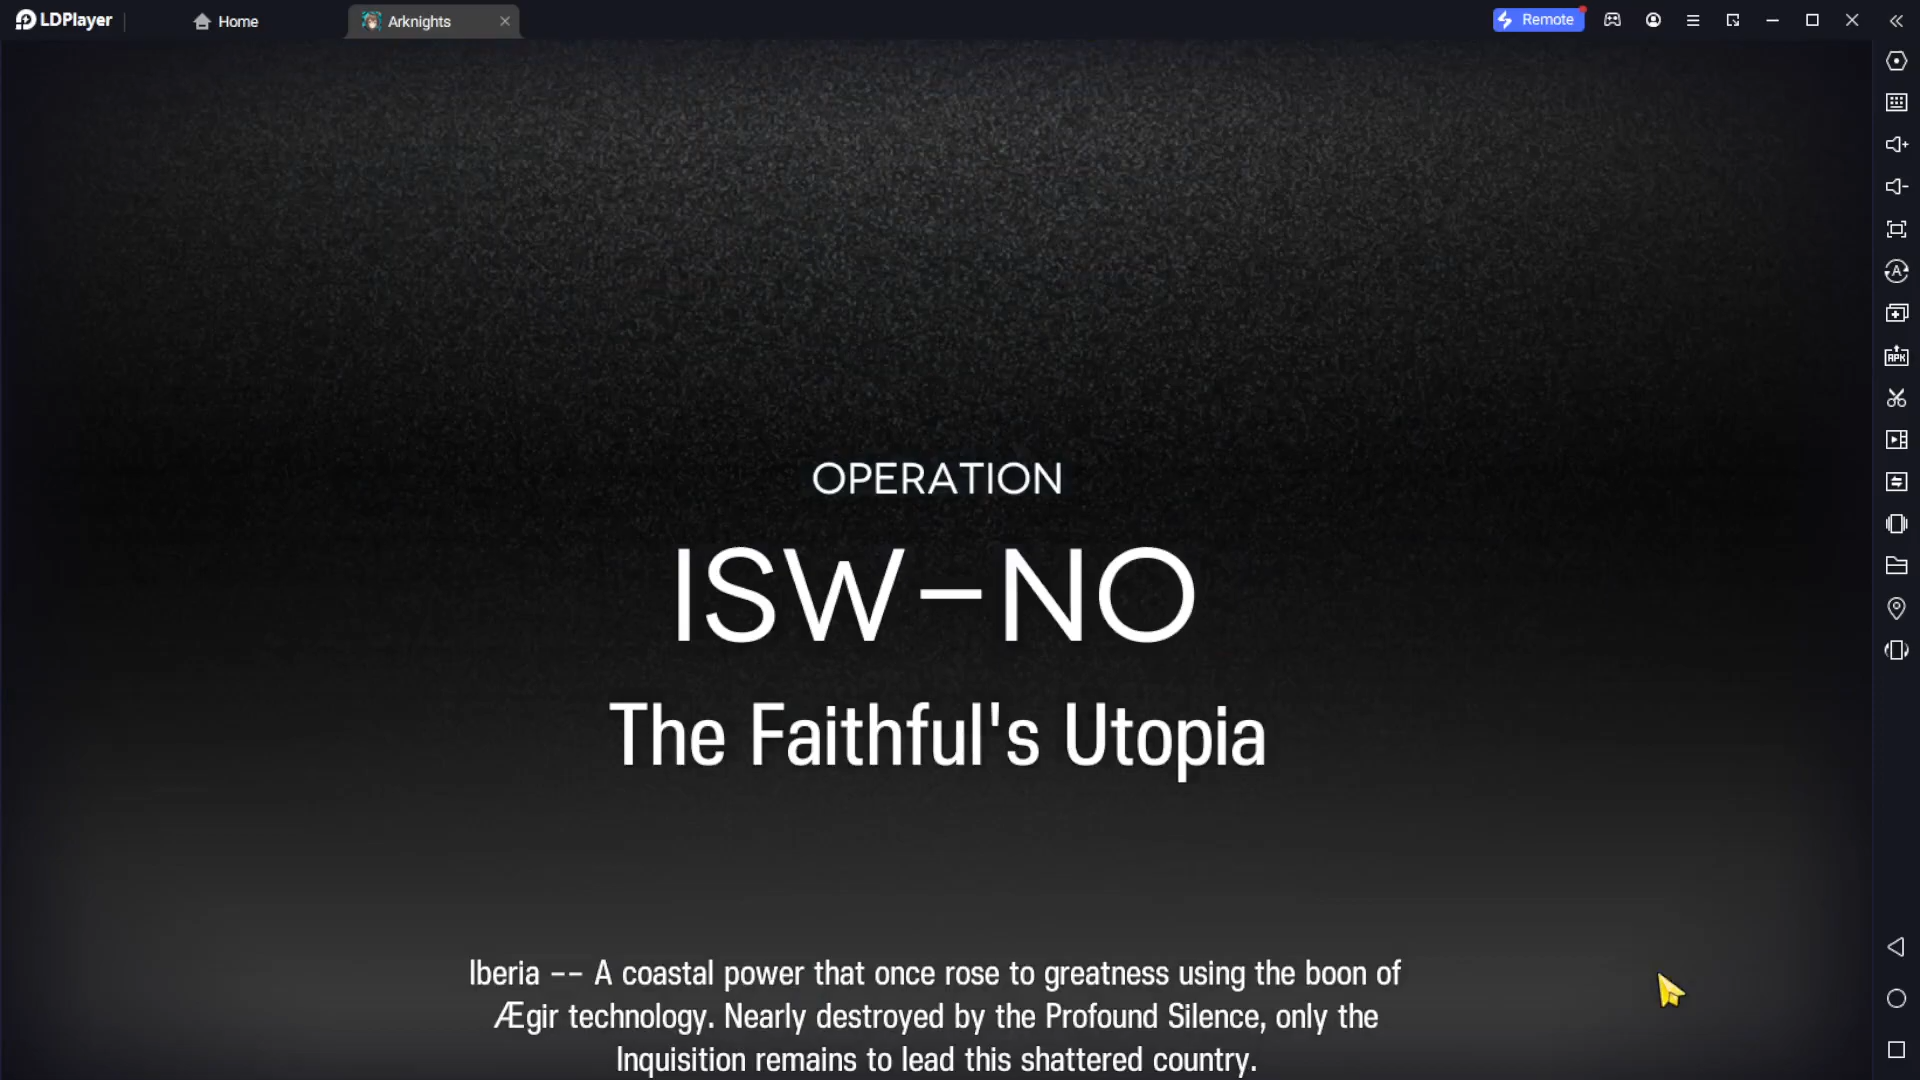 LDPlayer
Home
Arknights
Remote
OPERATION
ISW-NO
The Faithful's Utopia
Iberia -- A coastal power that once rose to greatness using the boon of
Ægir technology. Nearly destroyed by the Profound Silence, only the
Inquisition remains to lead this shattered country.
A
APK